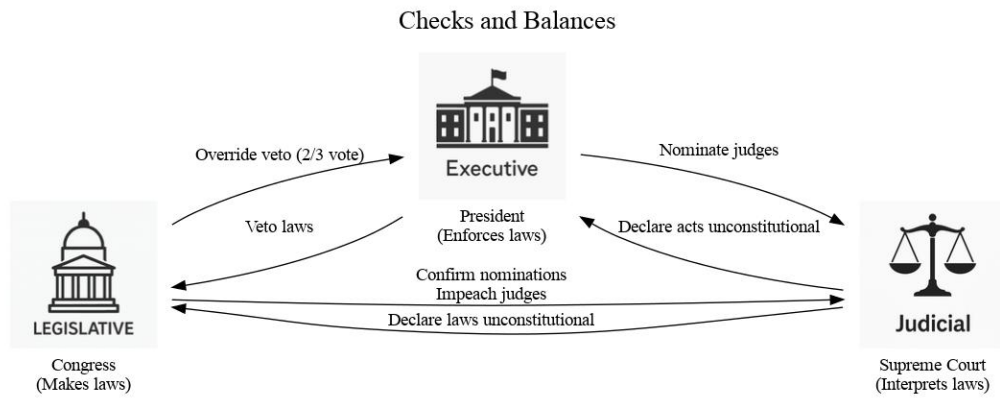 Checks and Balances
Executive
President
(Enforces laws)
Override veto (2/3 vote)
Nominate judges
Veto laws
Declare acts unconstitutional
LEGISLATIVE
Congress
(Makes laws)
Confirm nominations
Impeach judges
Declare laws unconstitutional
Judicial
Supreme Court
(Interprets laws)